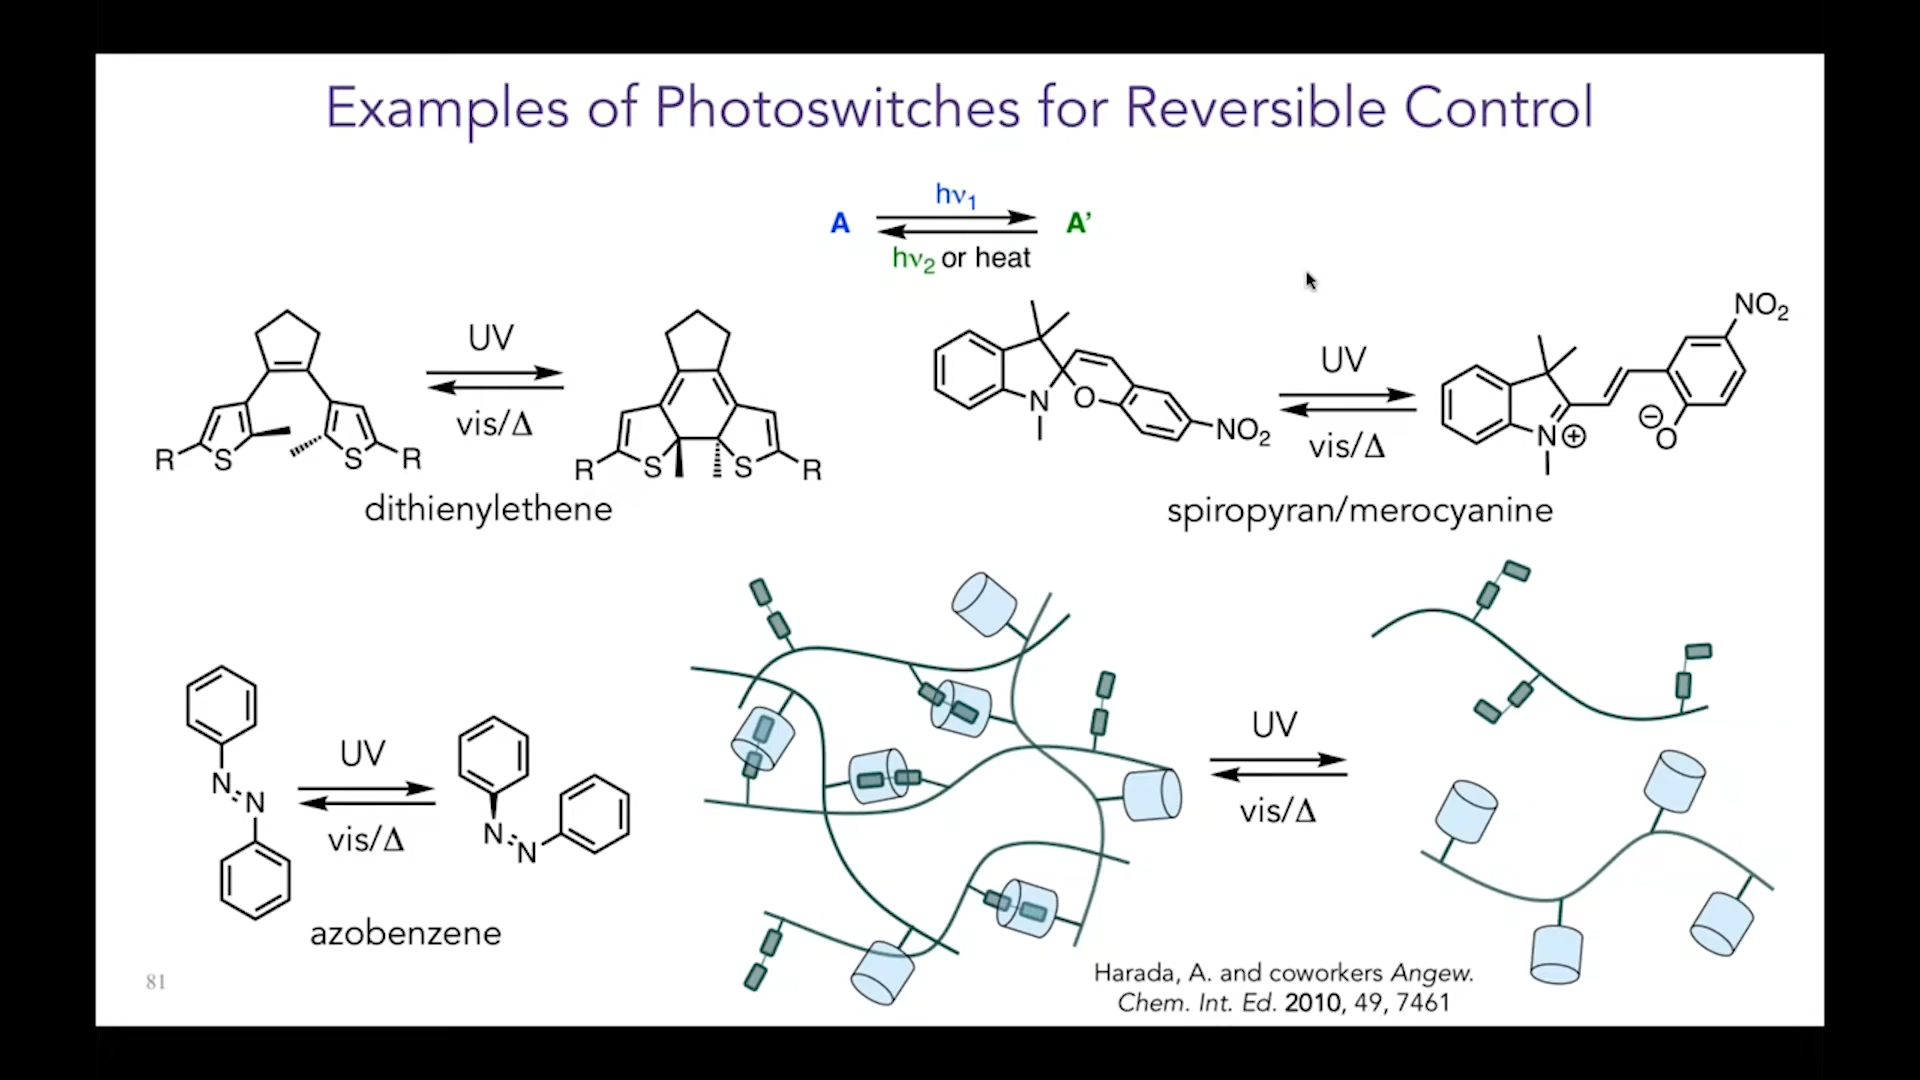 Examples of Photoswitches for Reversible Control
hν1
A A’
hν2 or heat
UV
vis/Δ
R S S R
R S S R
dithienylethene
N O NO2
UV
vis/Δ
NO2
N⊕ ⊖O
spiropyran/merocyanine
N N
UV
vis/Δ
N N
azobenzene
UV
vis/Δ
Harada, A. and coworkers Angew.
Chem. Int. Ed. 2010, 49, 7461
81